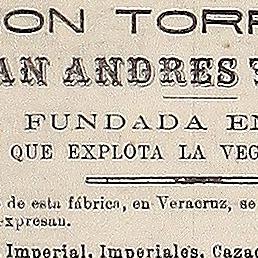 ON TORR
AN ANDRES T
FUNDADA EN
QUE EXPLOTA LA VEG
de esta fábrica, en Veracruz, se
expresan.
Imperial, Imperiales, Cazad